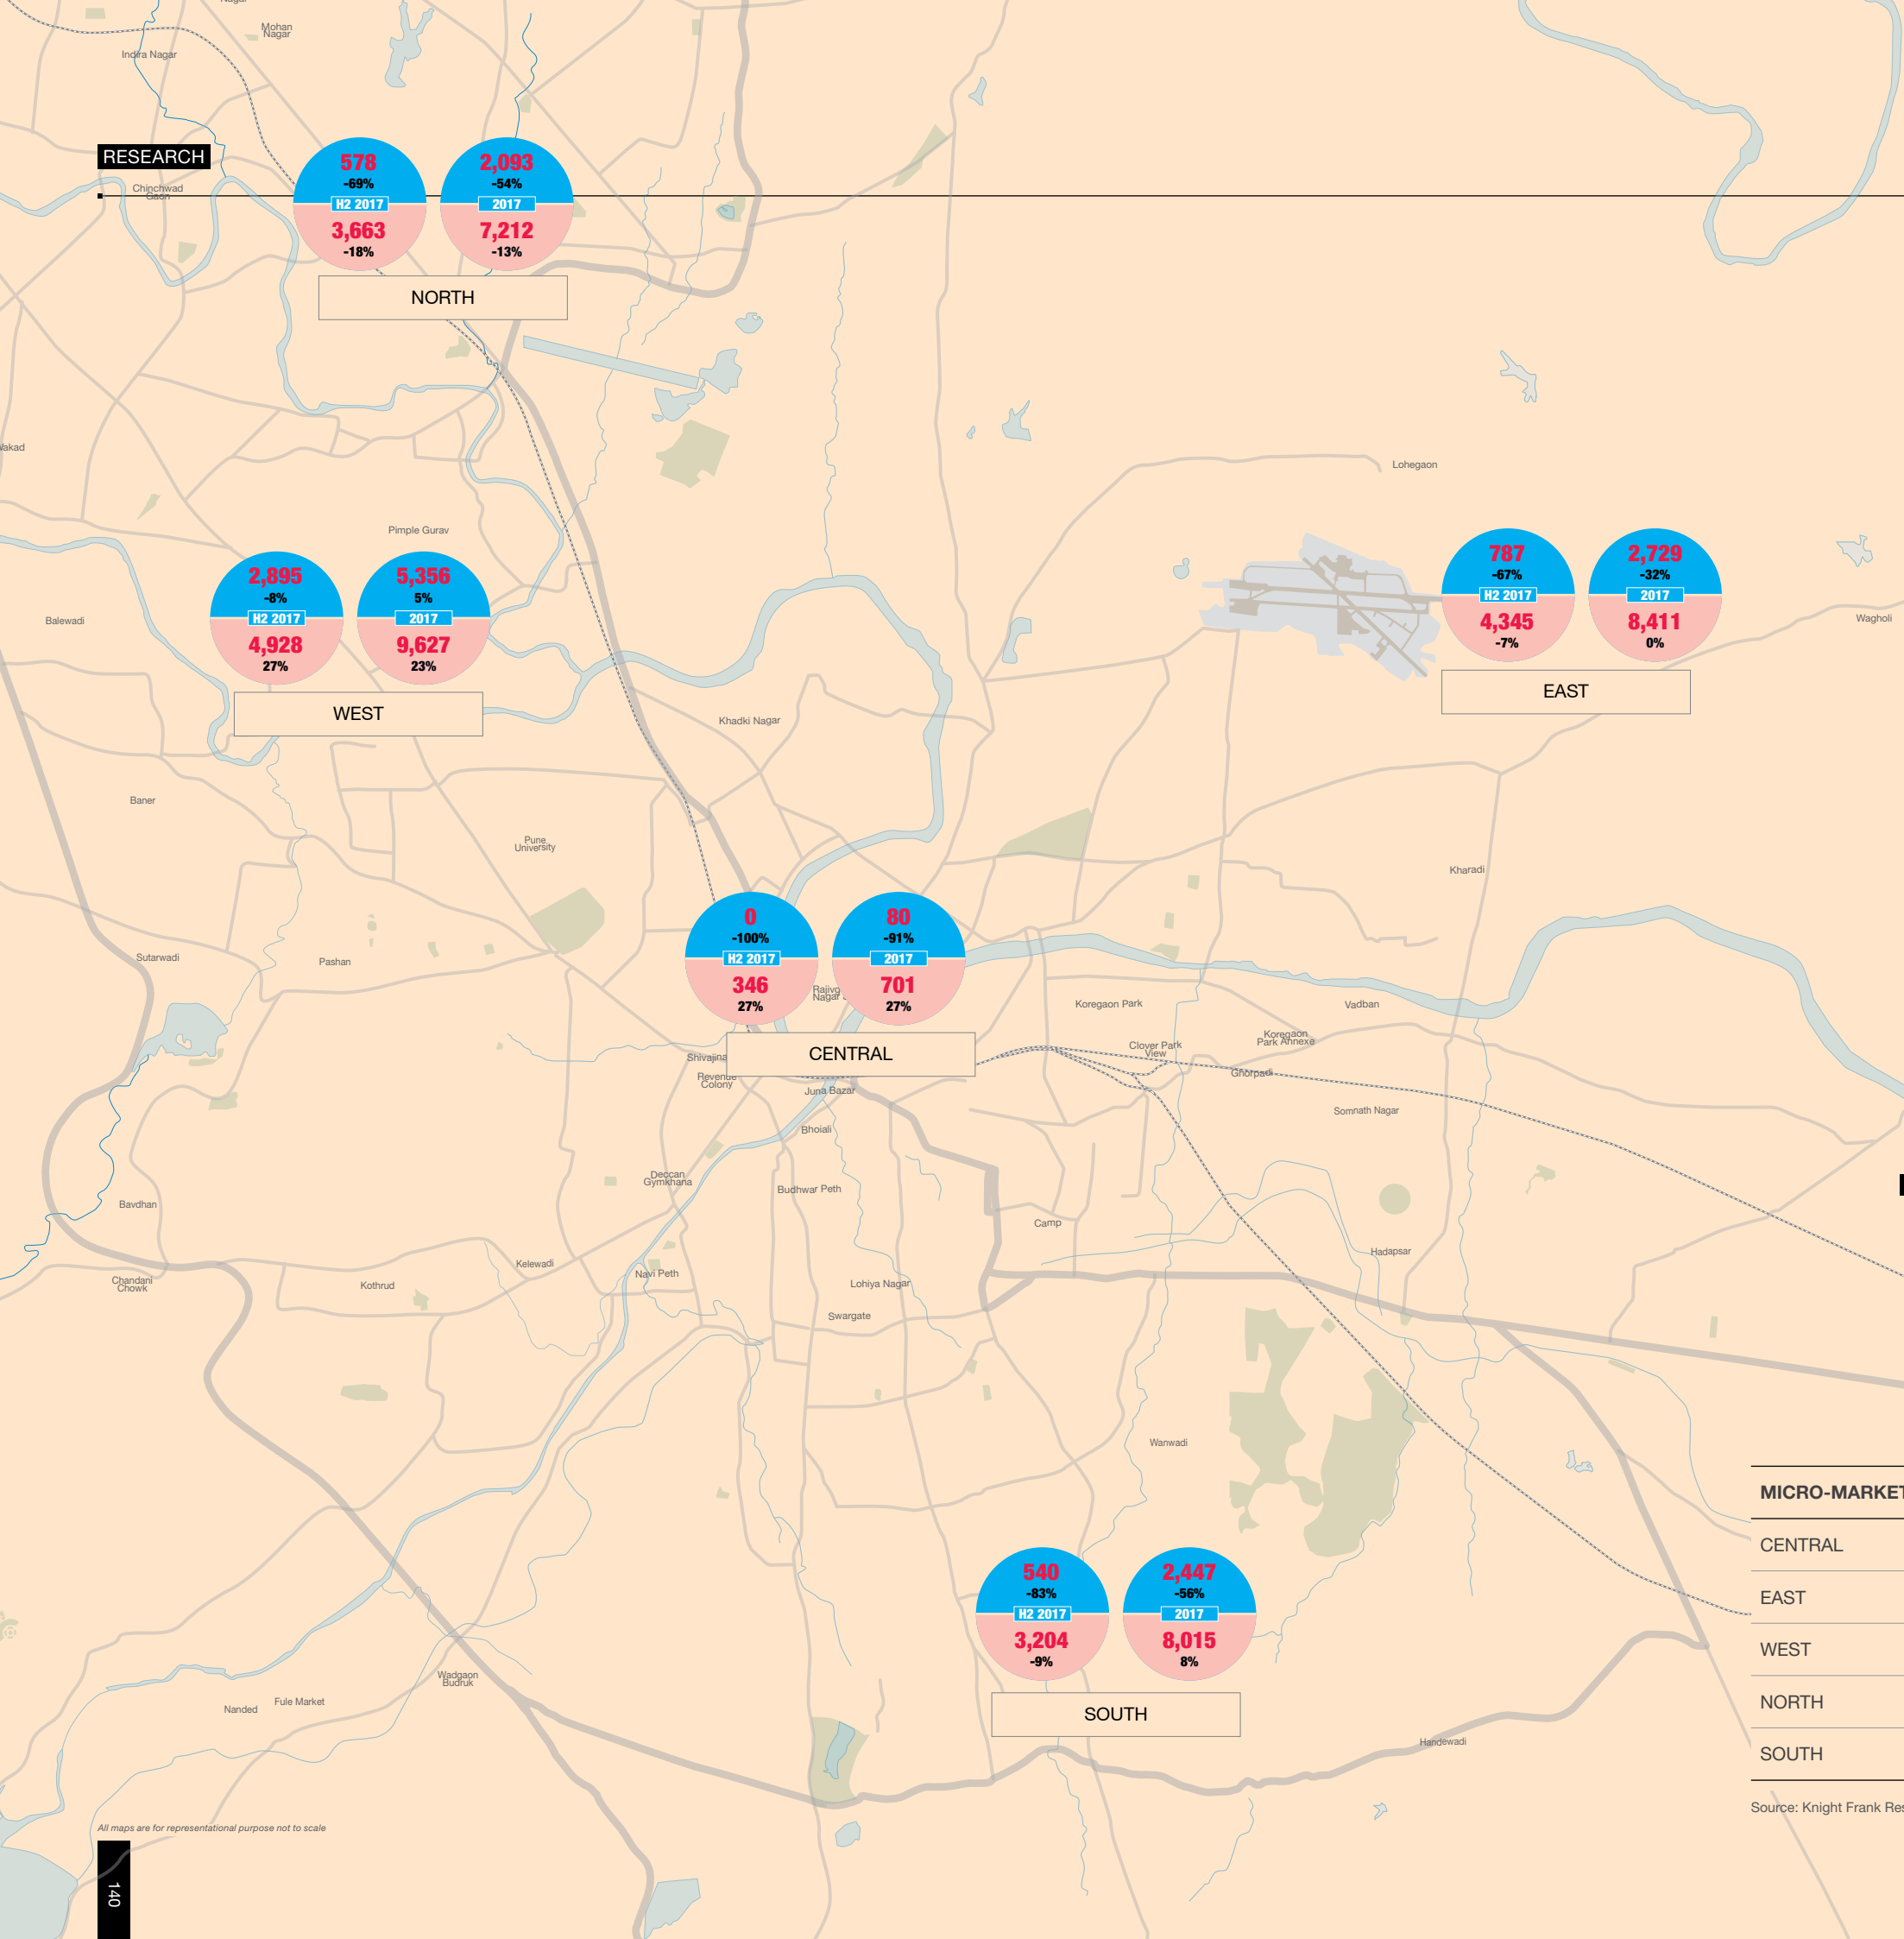 Mohan
Nagar
Indira Nagar
RESEARCH
Chinchwad
Gaon
578
-69%
H2 2017
3,663
-18%
2,093
-54%
2017
7,212
-13%
NORTH
Lohegaon
Pimple Gurav
2,895
-8%
H2 2017
4,928
27%
5,356
5%
2017
9,627
23%
WEST
787
-67%
H2 2017
4,345
-7%
2,729
-32%
2017
8,411
0%
EAST
Balewadi
Wagholi
Khadki Nagar
Baner
Pune
University
Kharadi
0
-100%
H2 2017
346
27%
80
-91%
2017
701
27%
CENTRAL
Sutarwadi
Pashan
Koregaon Park
Vadban
Koregaon
Park Annexe
Clover Park
View
Ghorpadi
Revenue
Colony
Juna Bazar
Somnath Nagar
Bhoiali
Deccan
Gymkhana
Budhwar Peth
Bavdhan
Camp
Hadapsar
Kelewadi
Navi Peth
Chandani
Chowk
Kothrud
Lohiya Nagar
Swargate
Wanwadi
540
-83%
H2 2017
3,204
-9%
2,447
-56%
2017
8,015
8%
SOUTH
Wadgaon
Budruk
Fule Market
Nanded
Handewadi
MICRO-MARKET
CENTRAL
EAST
WEST
NORTH
SOUTH
Source: Knight Frank Res
All maps are for representational purpose not to scale
140